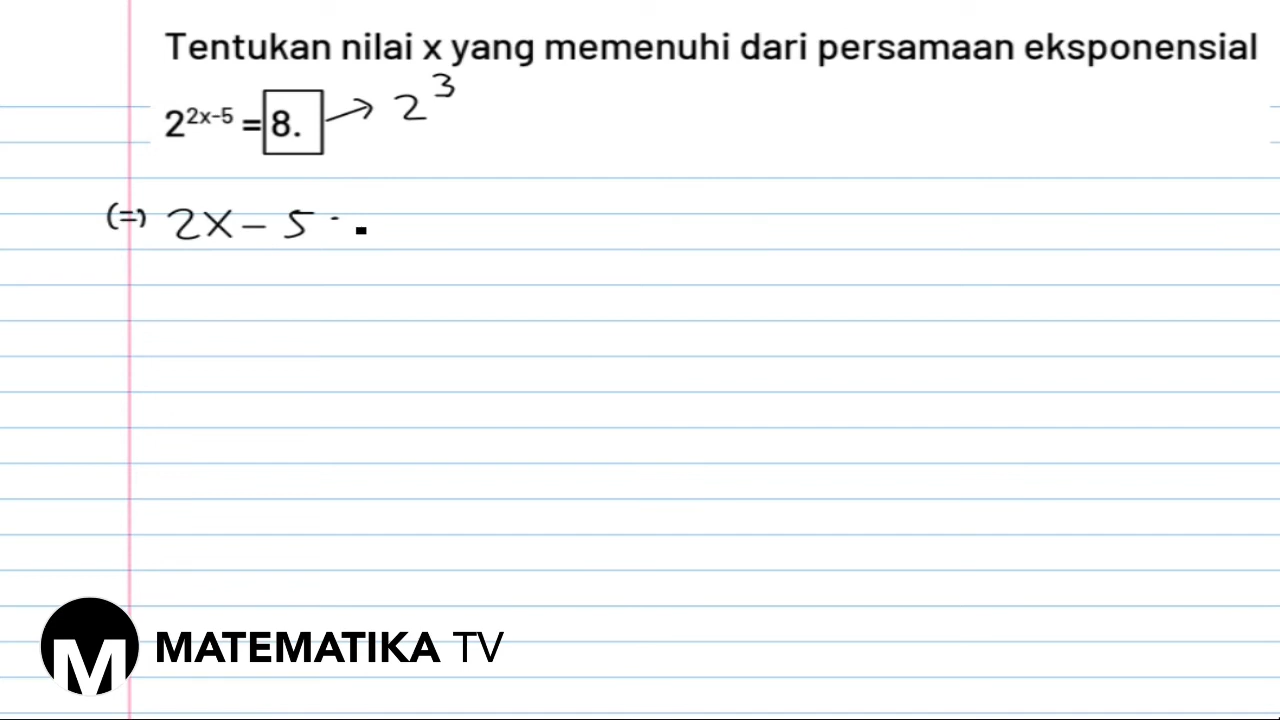 Tentukan nilai x yang memenuhi dari persamaan eksponensial
2^{2x-5} = 8. → 2^3
(=) 2x - 5
M MATEMATIKA TV